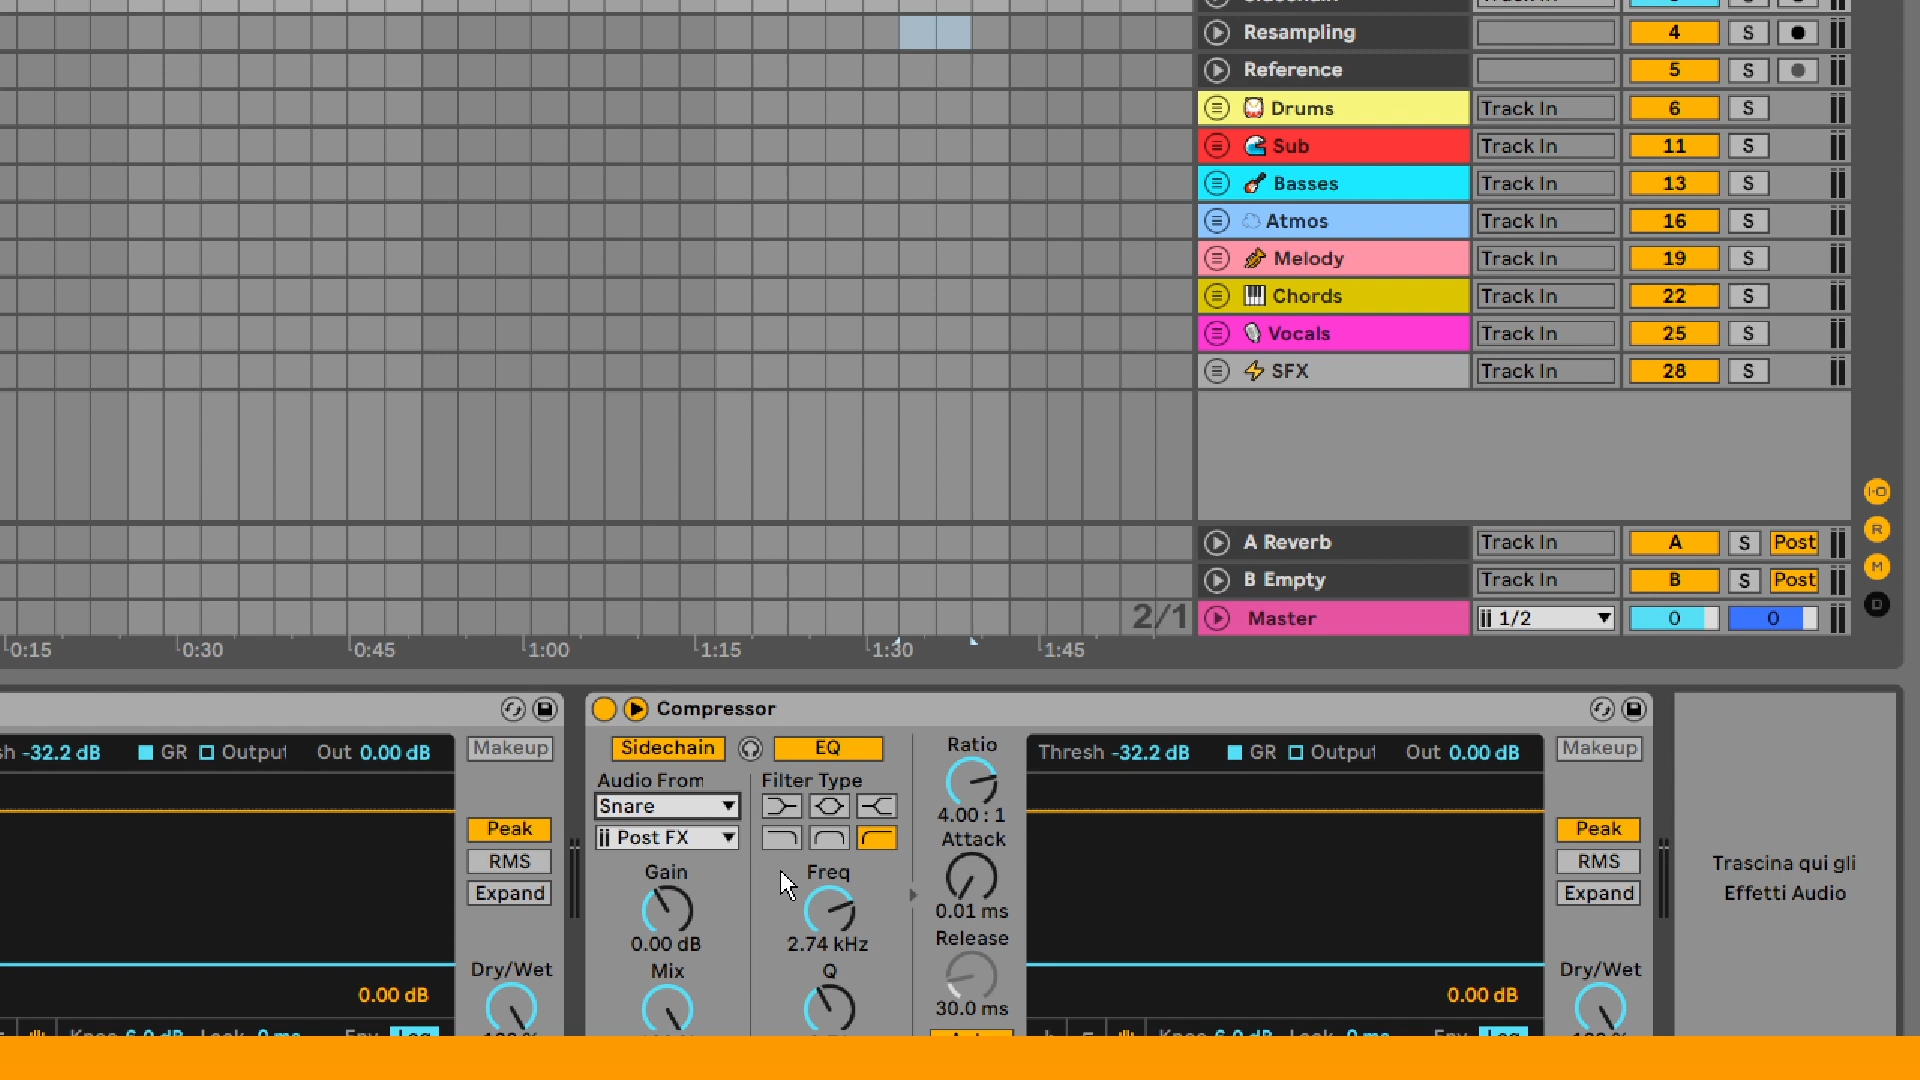 Resampling 4 S
Reference 5 S
Drums Track In 6 S
Sub Track In 11 S
Basses Track In 13 S
Atmos Track In 16 S
Melody Track In 19 S
Chords Track In 22 S
Vocals Track In 25 S
SFX Track In 28 S
A Reverb Track In A S Post
B Empty Track In B S Post
2/1 Master 1/2 0 0
I-O
R
M
D
0:15 0:30 0:45 1:00 1:15 1:30 1:45
-32.2 dB GR Output Out 0.00 dB
Makeup
Peak
RMS
Expand
Dry/Wet
0.00 dB
Compressor
Sidechain EQ
Audio From Filter Type
Snare
Post FX
Gain Freq
0.00 dB 2.74 kHz
Mix Q
Ratio
4.00 : 1
Attack
0.01 ms
Release
30.0 ms
Thresh -32.2 dB GR Output Out 0.00 dB
Makeup
Peak
RMS
Expand
Dry/Wet
0.00 dB
Trascina qui gli
Effetti Audio